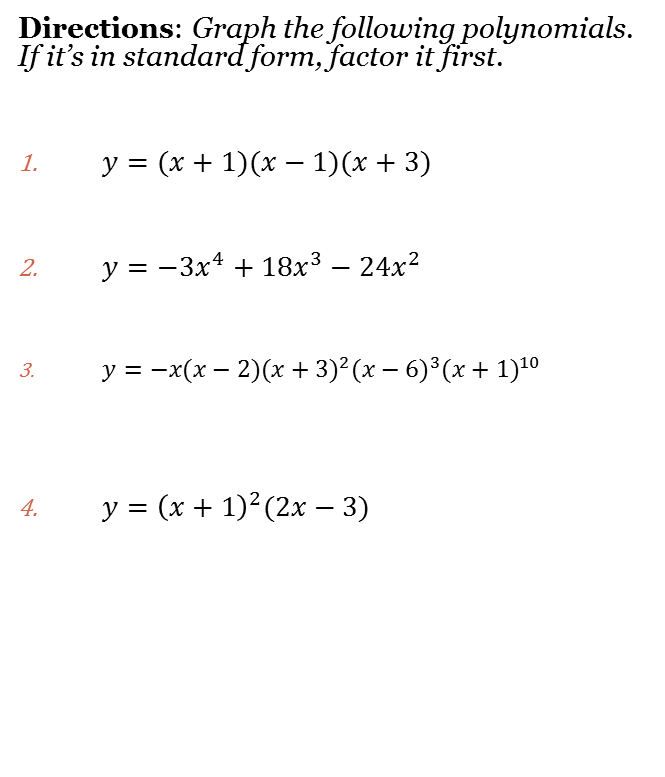 Directions: Graph the following polynomials.
If it's in standard form, factor it first.
1. y = (x + 1)(x − 1)(x + 3)
2. y = −3x⁴ + 18x³ − 24x²
3. y = −x(x − 2)(x + 3)²(x − 6)³(x + 1)¹⁰
4. y = (x + 1)²(2x − 3)